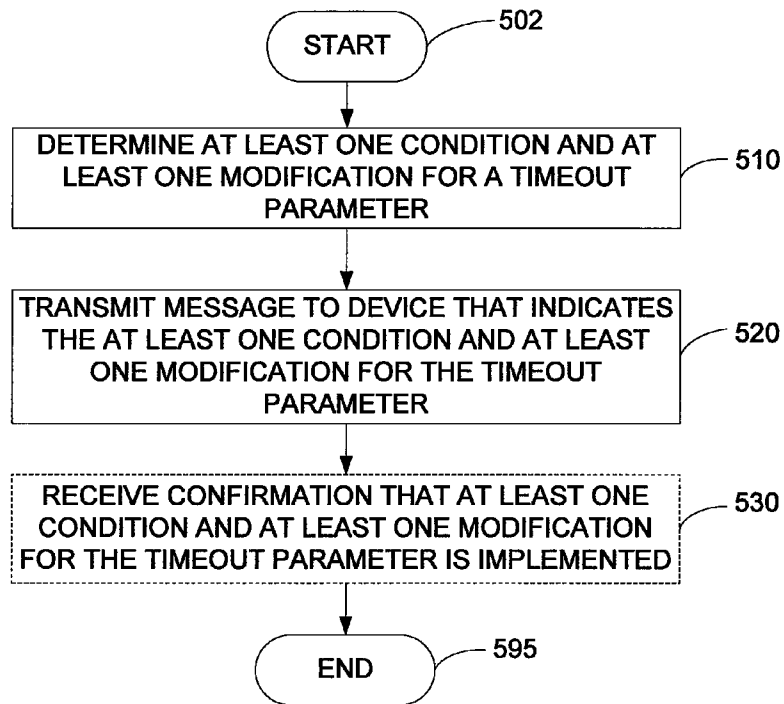 START
502
DETERMINE AT LEAST ONE CONDITION AND AT
LEAST ONE MODIFICATION FOR A TIMEOUT
PARAMETER
510
TRANSMIT MESSAGE TO DEVICE THAT INDICATES
THE AT LEAST ONE CONDITION AND AT LEAST
ONE MODIFICATION FOR THE TIMEOUT
PARAMETER
520
RECEIVE CONFIRMATION THAT AT LEAST ONE
CONDITION AND AT LEAST ONE MODIFICATION
FOR THE TIMEOUT PARAMETER IS IMPLEMENTED
530
END
595